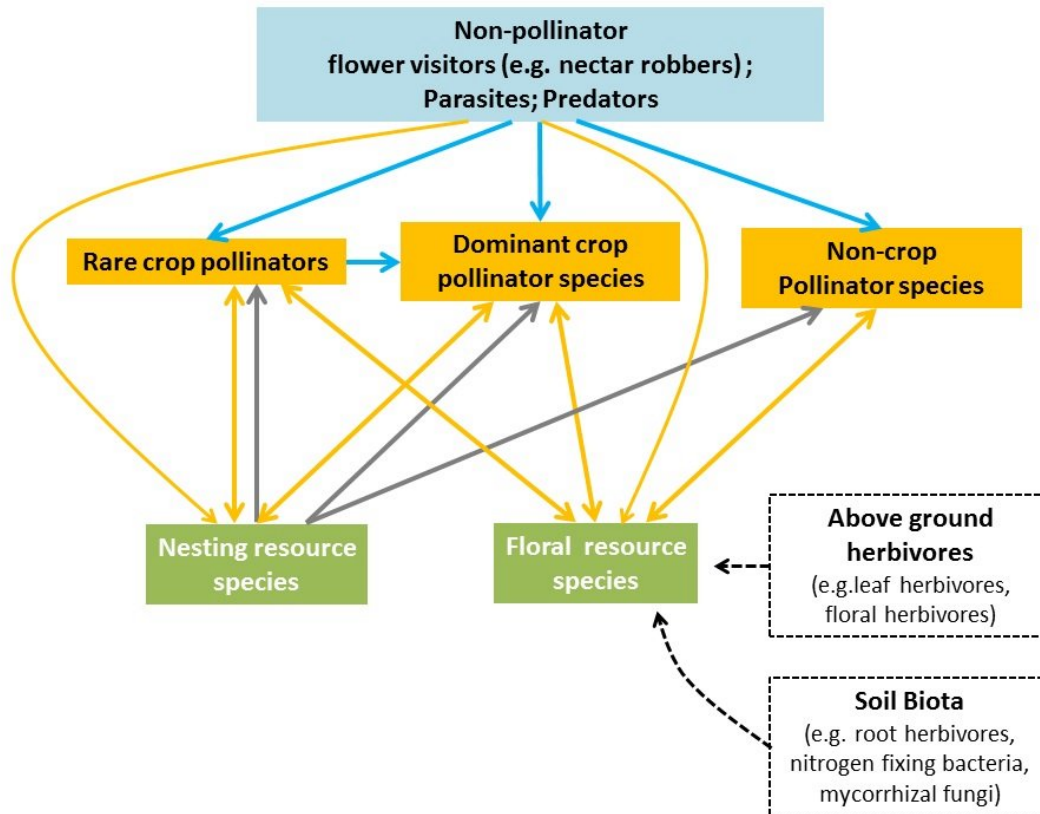 Non-pollinator
flower visitors (e.g. nectar robbers) ;
Parasites; Predators
Rare crop pollinators
Dominant crop
pollinator species
Non-crop
Pollinator species
Nesting resource
species
Floral resource
species
Above ground
herbivores
(e.g.leaf herbivores,
floral herbivores)
Soil Biota
(e.g. root herbivores,
nitrogen fixing bacteria,
mycorrhizal fungi)